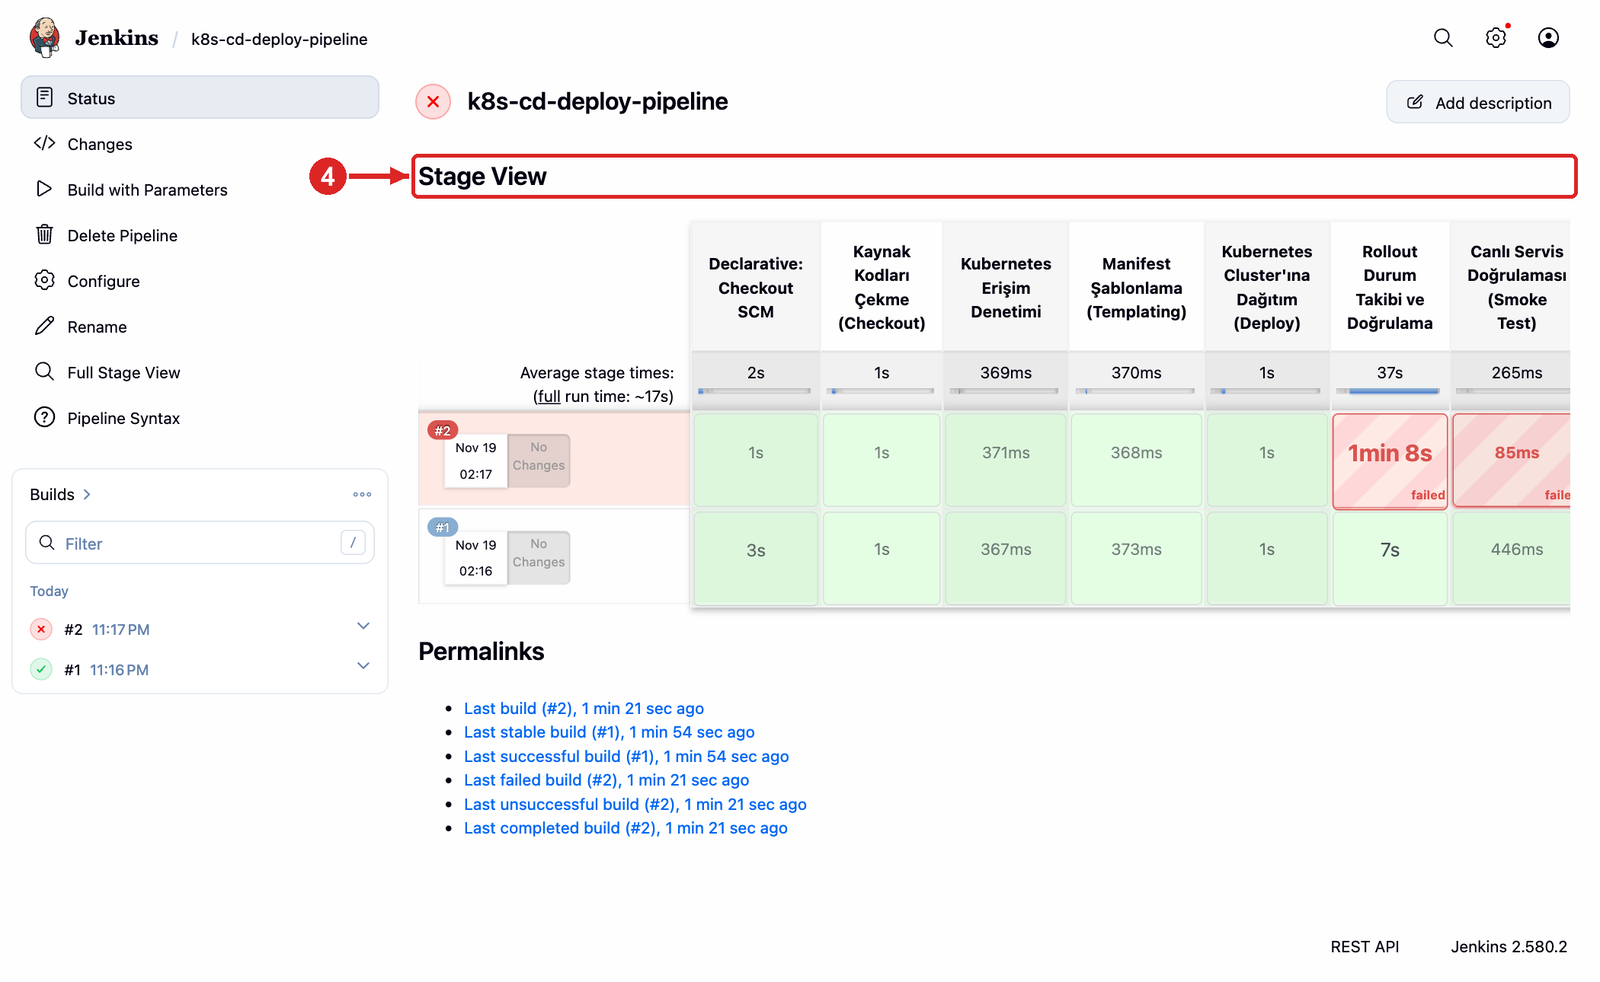 Jenkins / k8s-cd-deploy-pipeline
Status
Changes
Build with Parameters
Delete Pipeline
Configure
Rename
Full Stage View
Pipeline Syntax
Builds
Filter /
Today
#2 11:17 PM
#1 11:16 PM
k8s-cd-deploy-pipeline
Add description
4
Stage View
Declarative:
Checkout
SCM
Kaynak
Kodları
Çekme
(Checkout)
Kubernetes
Erişim
Denetimi
Manifest
Şablonlama
(Templating)
Kubernetes
Cluster'ına
Dağıtım
(Deploy)
Rollout
Durum
Takibi ve
Doğrulama
Canlı Servis
Doğrulaması
(Smoke
Test)
Average stage times:
(full run time: ~17s)
2s 1s 369ms 370ms 1s 37s 265ms
#2
Nov 19
02:17
No
Changes
1s 1s 371ms 368ms 1s 1min 8s 85ms
failed faile
#1
Nov 19
02:16
No
Changes
3s 1s 367ms 373ms 1s 7s 446ms
Permalinks
Last build (#2), 1 min 21 sec ago
Last stable build (#1), 1 min 54 sec ago
Last successful build (#1), 1 min 54 sec ago
Last failed build (#2), 1 min 21 sec ago
Last unsuccessful build (#2), 1 min 21 sec ago
Last completed build (#2), 1 min 21 sec ago
REST API Jenkins 2.580.2